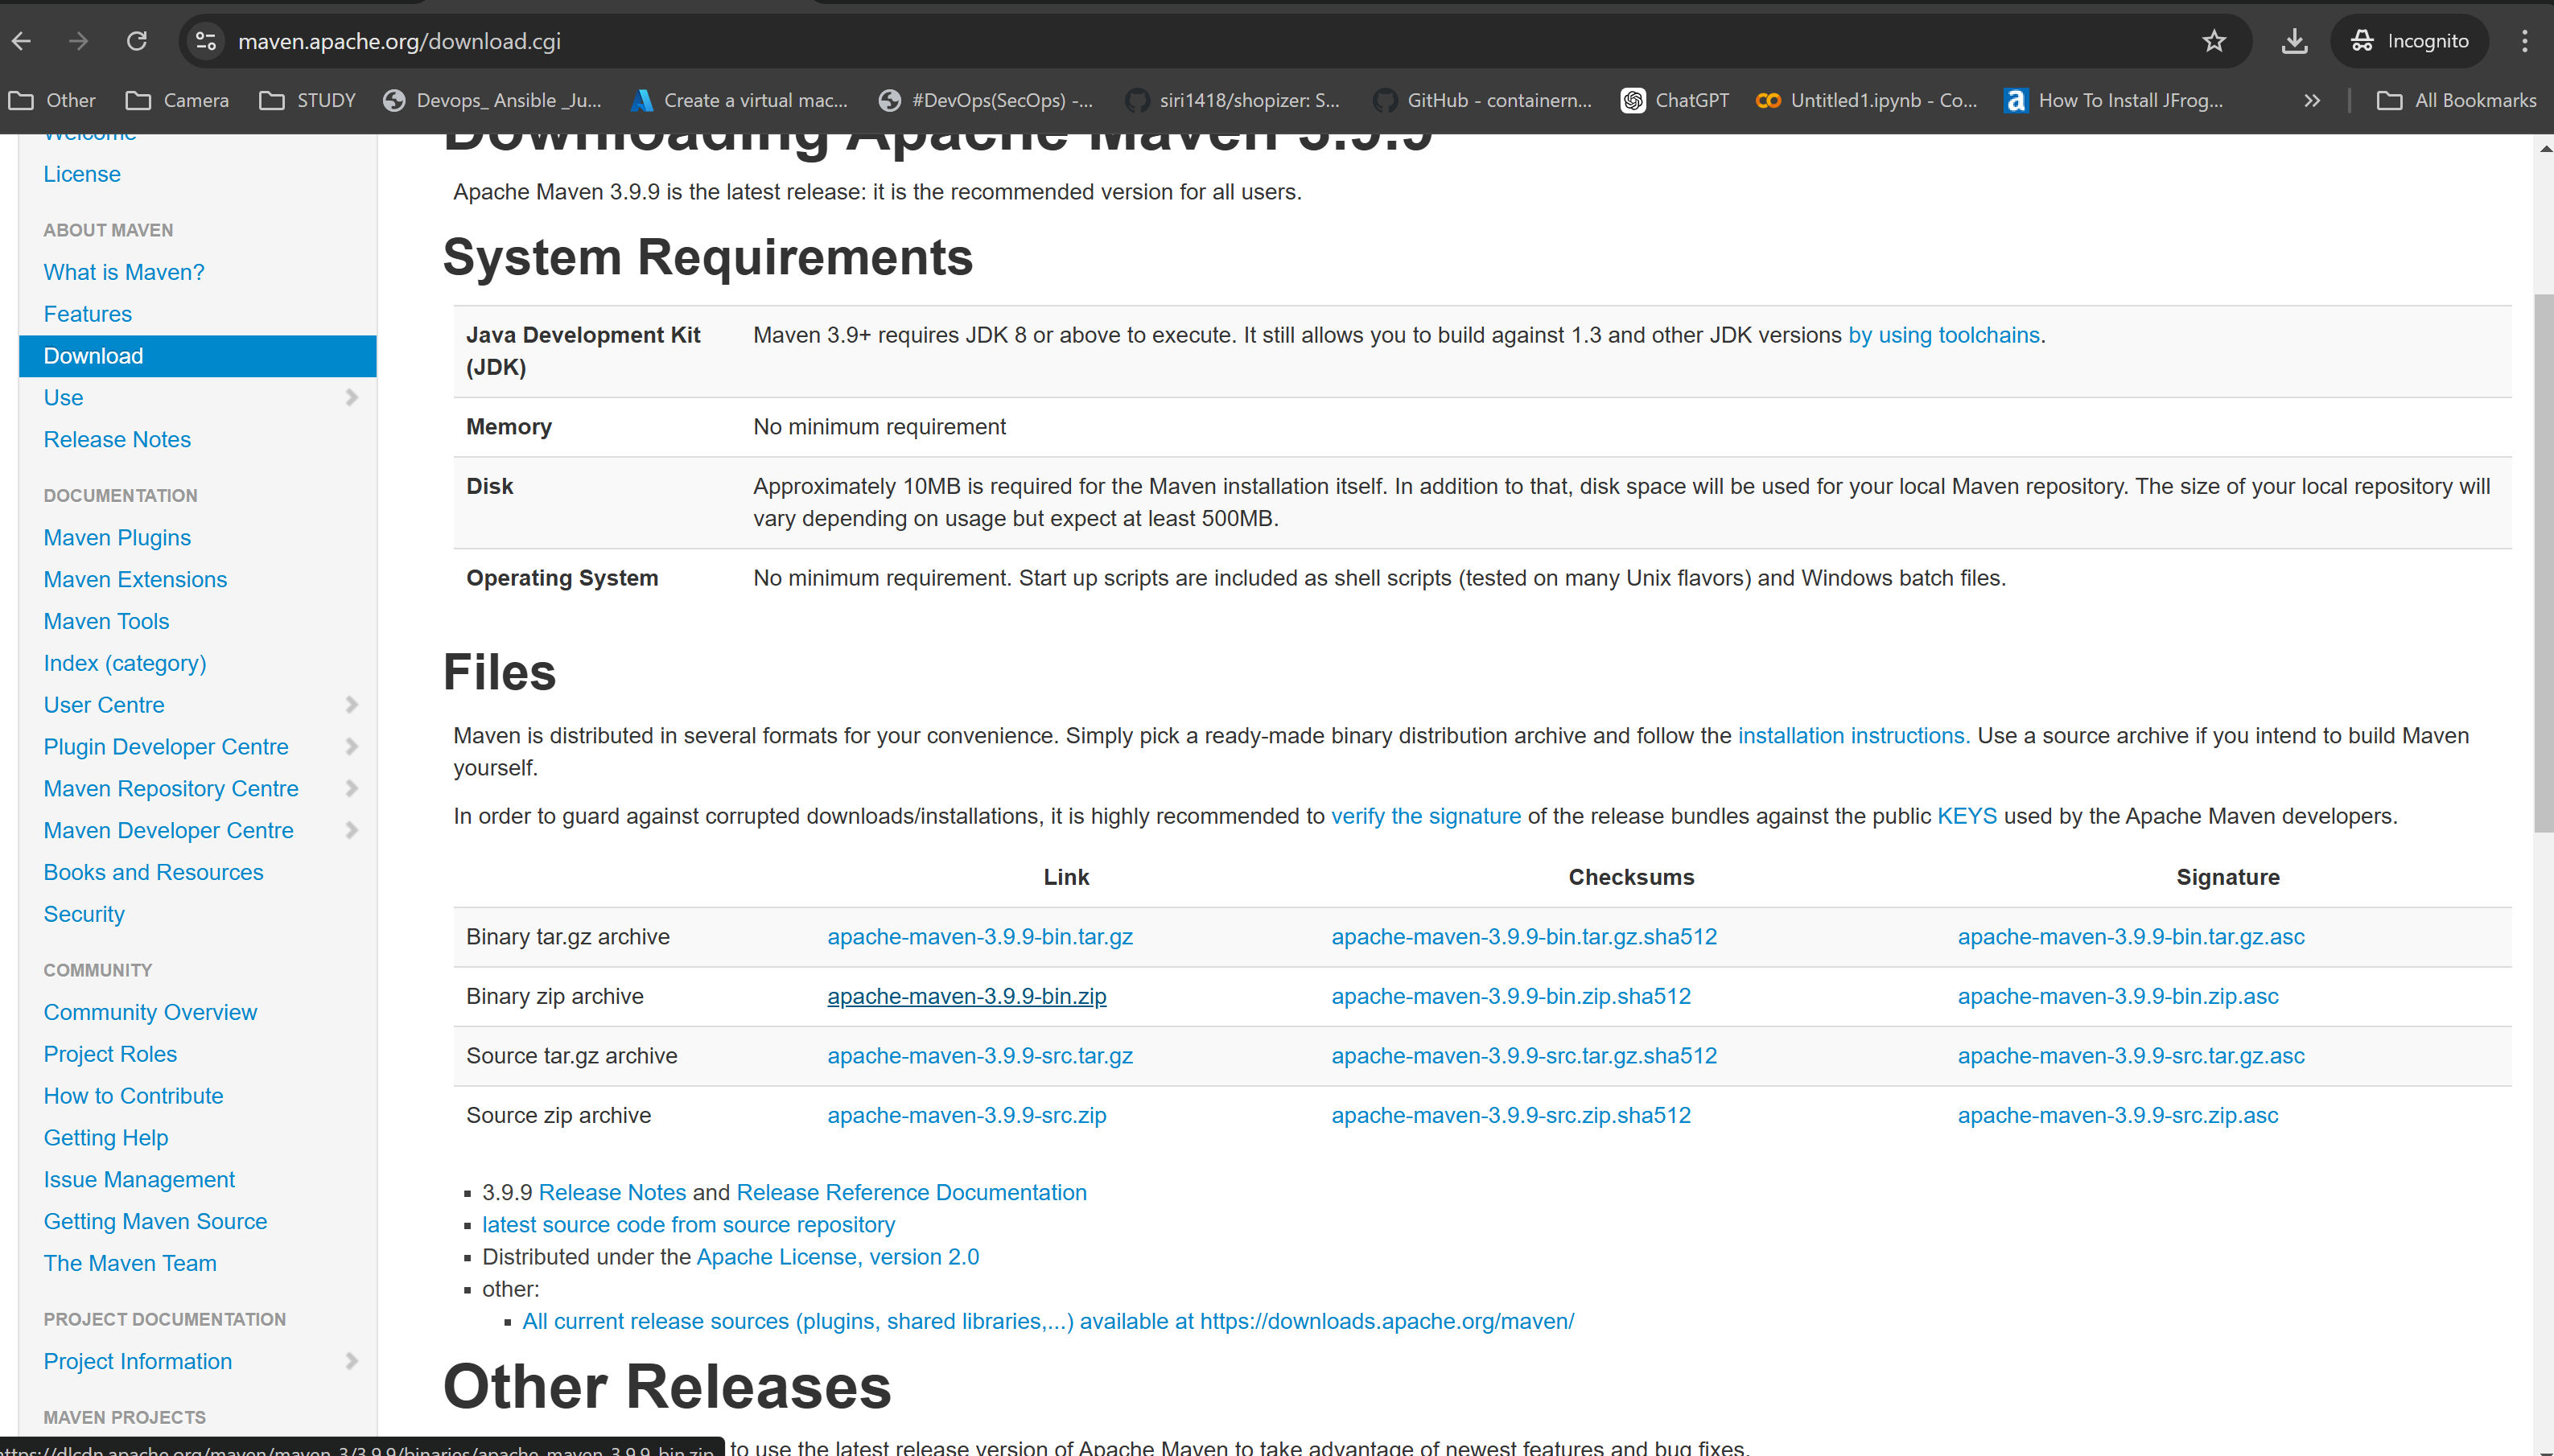 maven.apache.org/download.cgi
Incognito
Other
Camera
STUDY
Devops_ Ansible _Ju...
Create a virtual mac...
#DevOps(SecOps) -...
siri1418/shopizer: S...
GitHub - containern...
ChatGPT
Untitled1.ipynb - Co...
How To Install JFrog...
All Bookmarks
Welcome
License
ABOUT MAVEN
What is Maven?
Features
Download
Use
Release Notes
DOCUMENTATION
Maven Plugins
Maven Extensions
Maven Tools
Index (category)
User Centre
Plugin Developer Centre
Maven Repository Centre
Maven Developer Centre
Books and Resources
Security
COMMUNITY
Community Overview
Project Roles
How to Contribute
Getting Help
Issue Management
Getting Maven Source
The Maven Team
PROJECT DOCUMENTATION
Project Information
MAVEN PROJECTS
Downloading Apache Maven 3.9.9
Apache Maven 3.9.9 is the latest release: it is the recommended version for all users.
System Requirements
Java Development Kit
(JDK)
Maven 3.9+ requires JDK 8 or above to execute. It still allows you to build against 1.3 and other JDK versions by using toolchains.
Memory
No minimum requirement
Disk
Approximately 10MB is required for the Maven installation itself. In addition to that, disk space will be used for your local Maven repository. The size of your local repository will
vary depending on usage but expect at least 500MB.
Operating System
No minimum requirement. Start up scripts are included as shell scripts (tested on many Unix flavors) and Windows batch files.
Files
Maven is distributed in several formats for your convenience. Simply pick a ready-made binary distribution archive and follow the installation instructions. Use a source archive if you intend to build Maven
yourself.
In order to guard against corrupted downloads/installations, it is highly recommended to verify the signature of the release bundles against the public KEYS used by the Apache Maven developers.
Link Checksums Signature
Binary tar.gz archive apache-maven-3.9.9-bin.tar.gz apache-maven-3.9.9-bin.tar.gz.sha512 apache-maven-3.9.9-bin.tar.gz.asc
Binary zip archive apache-maven-3.9.9-bin.zip apache-maven-3.9.9-bin.zip.sha512 apache-maven-3.9.9-bin.zip.asc
Source tar.gz archive apache-maven-3.9.9-src.tar.gz apache-maven-3.9.9-src.tar.gz.sha512 apache-maven-3.9.9-src.tar.gz.asc
Source zip archive apache-maven-3.9.9-src.zip apache-maven-3.9.9-src.zip.sha512 apache-maven-3.9.9-src.zip.asc
3.9.9 Release Notes and Release Reference Documentation
latest source code from source repository
Distributed under the Apache License, version 2.0
other:
All current release sources (plugins, shared libraries,...) available at https://downloads.apache.org/maven/
Other Releases
https://dlcdn.apache.org/maven/maven-3/3.9.9/binaries/apache-maven-3.9.9-bin.zip
to use the latest release version of Apache Maven to take advantage of newest features and bug fixes.